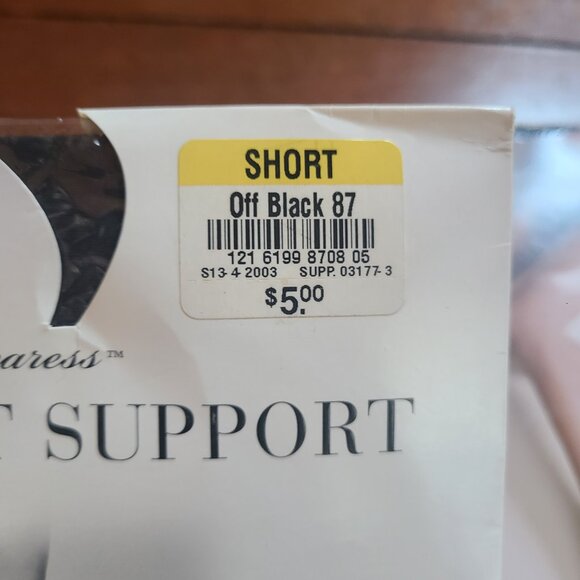 SHORT
Off Black 87
121 6199 8708 05
S13-4 2003 SUPP. 03177-3
$5.00
SUPPORT